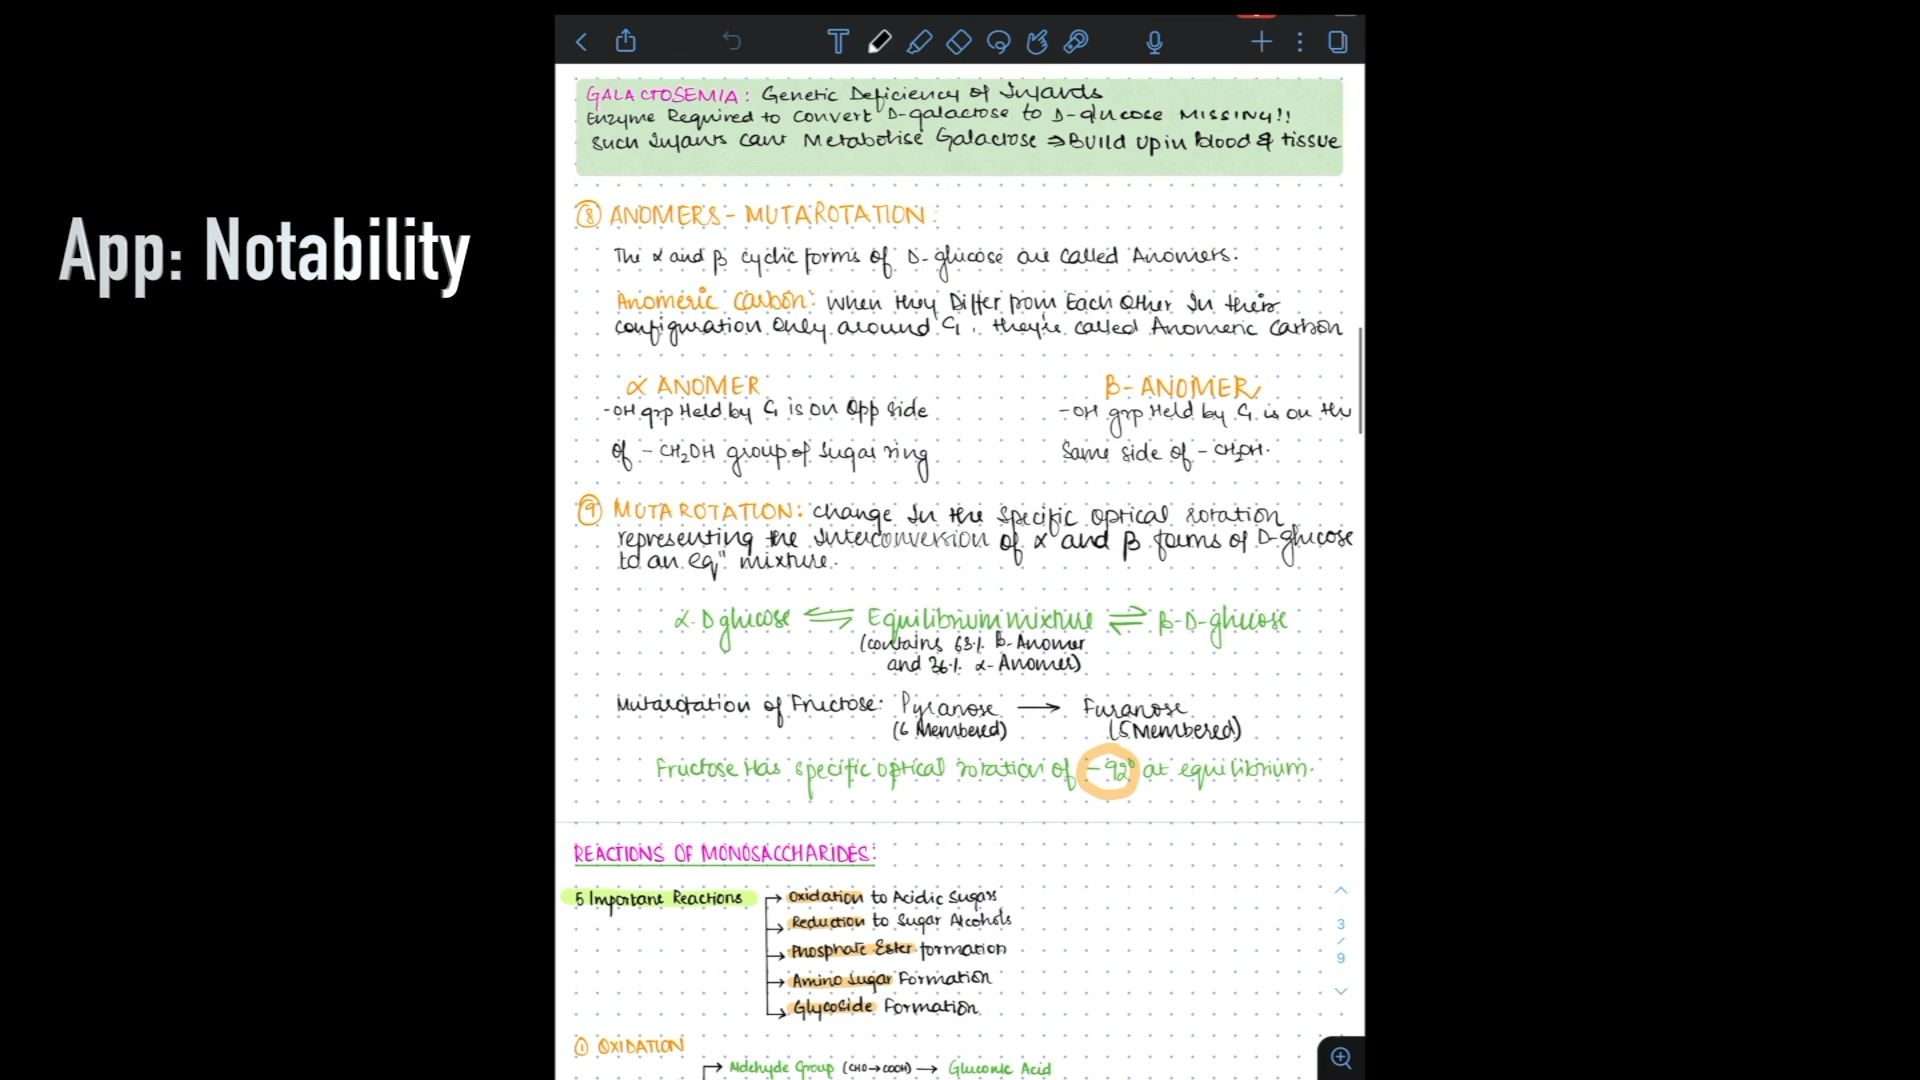 App: Notability
GALACTOSEMIA: Genetic Deficiency of Infants
Enzyme Required to convert D-galactose to D-glucose MISSING!!
Such Infants cant Metabolise Galactose ⇒ Build up in Blood & tissue
⑧ ANOMERS - MUTAROTATION:
The α and β cyclic forms of D-glucose are called Anomers.
Anomeric Carbon: When they Differ from Each Other In their
configuration Only around C₁, they're called Anomeric Carbon
α ANOMER
-OH grp Held by C₁ is on Opp side
of -CH₂OH group of Sugar ring
β-ANOMER
-OH grp Held by C₁ is on the
Same side of -CH₂OH.
⑨ MUTAROTATION: Change In the Specific Optical rotation
representing the Interconversion of α and β forms of D-glucose
to an eqⁿ mixture.
α-D glucose ⇌ Equilibrium mixture ⇌ β-D-glucose
(contains 63% β-Anomer
and 36% α-Anomer)
Mutarotation of Fructose: Pyranose → Furanose
(6 Membered) (5 Membered)
Fructose Has specific optical rotation of -92° at equilibrium.
REACTIONS OF MONOSACCHARIDES:
5 Important Reactions → Oxidation to Acidic Sugars
→ Reduction to Sugar Alcohols
→ Phosphate Ester formation
→ Amino Sugar Formation
→ Glycoside Formation
① OXIDATION
→ Aldehyde Group (CHO→COOH) → Gluconic Acid
3
/
9